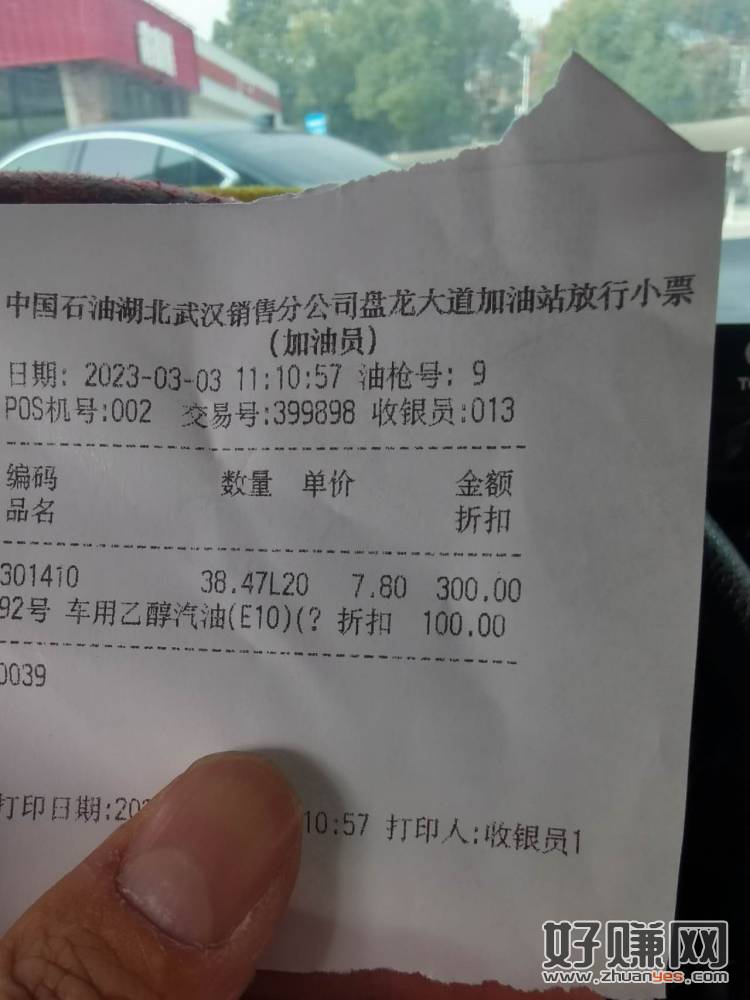 中国石油湖北武汉销售分公司盘龙大道加油站放行小票
(加油员)
日期: 2023-03-03 11:10:57 油枪号: 9
POS机号:002 交易号:399898 收银员:013
编码 数量 单价 金额
品名 折扣
301410 38.47L20 7.80 300.00
92号 车用乙醇汽油(E10)(? 折扣 100.00
0039
打印日期:202 10:57 打印人:收银员1
好赚网
www.zhuanyes.com